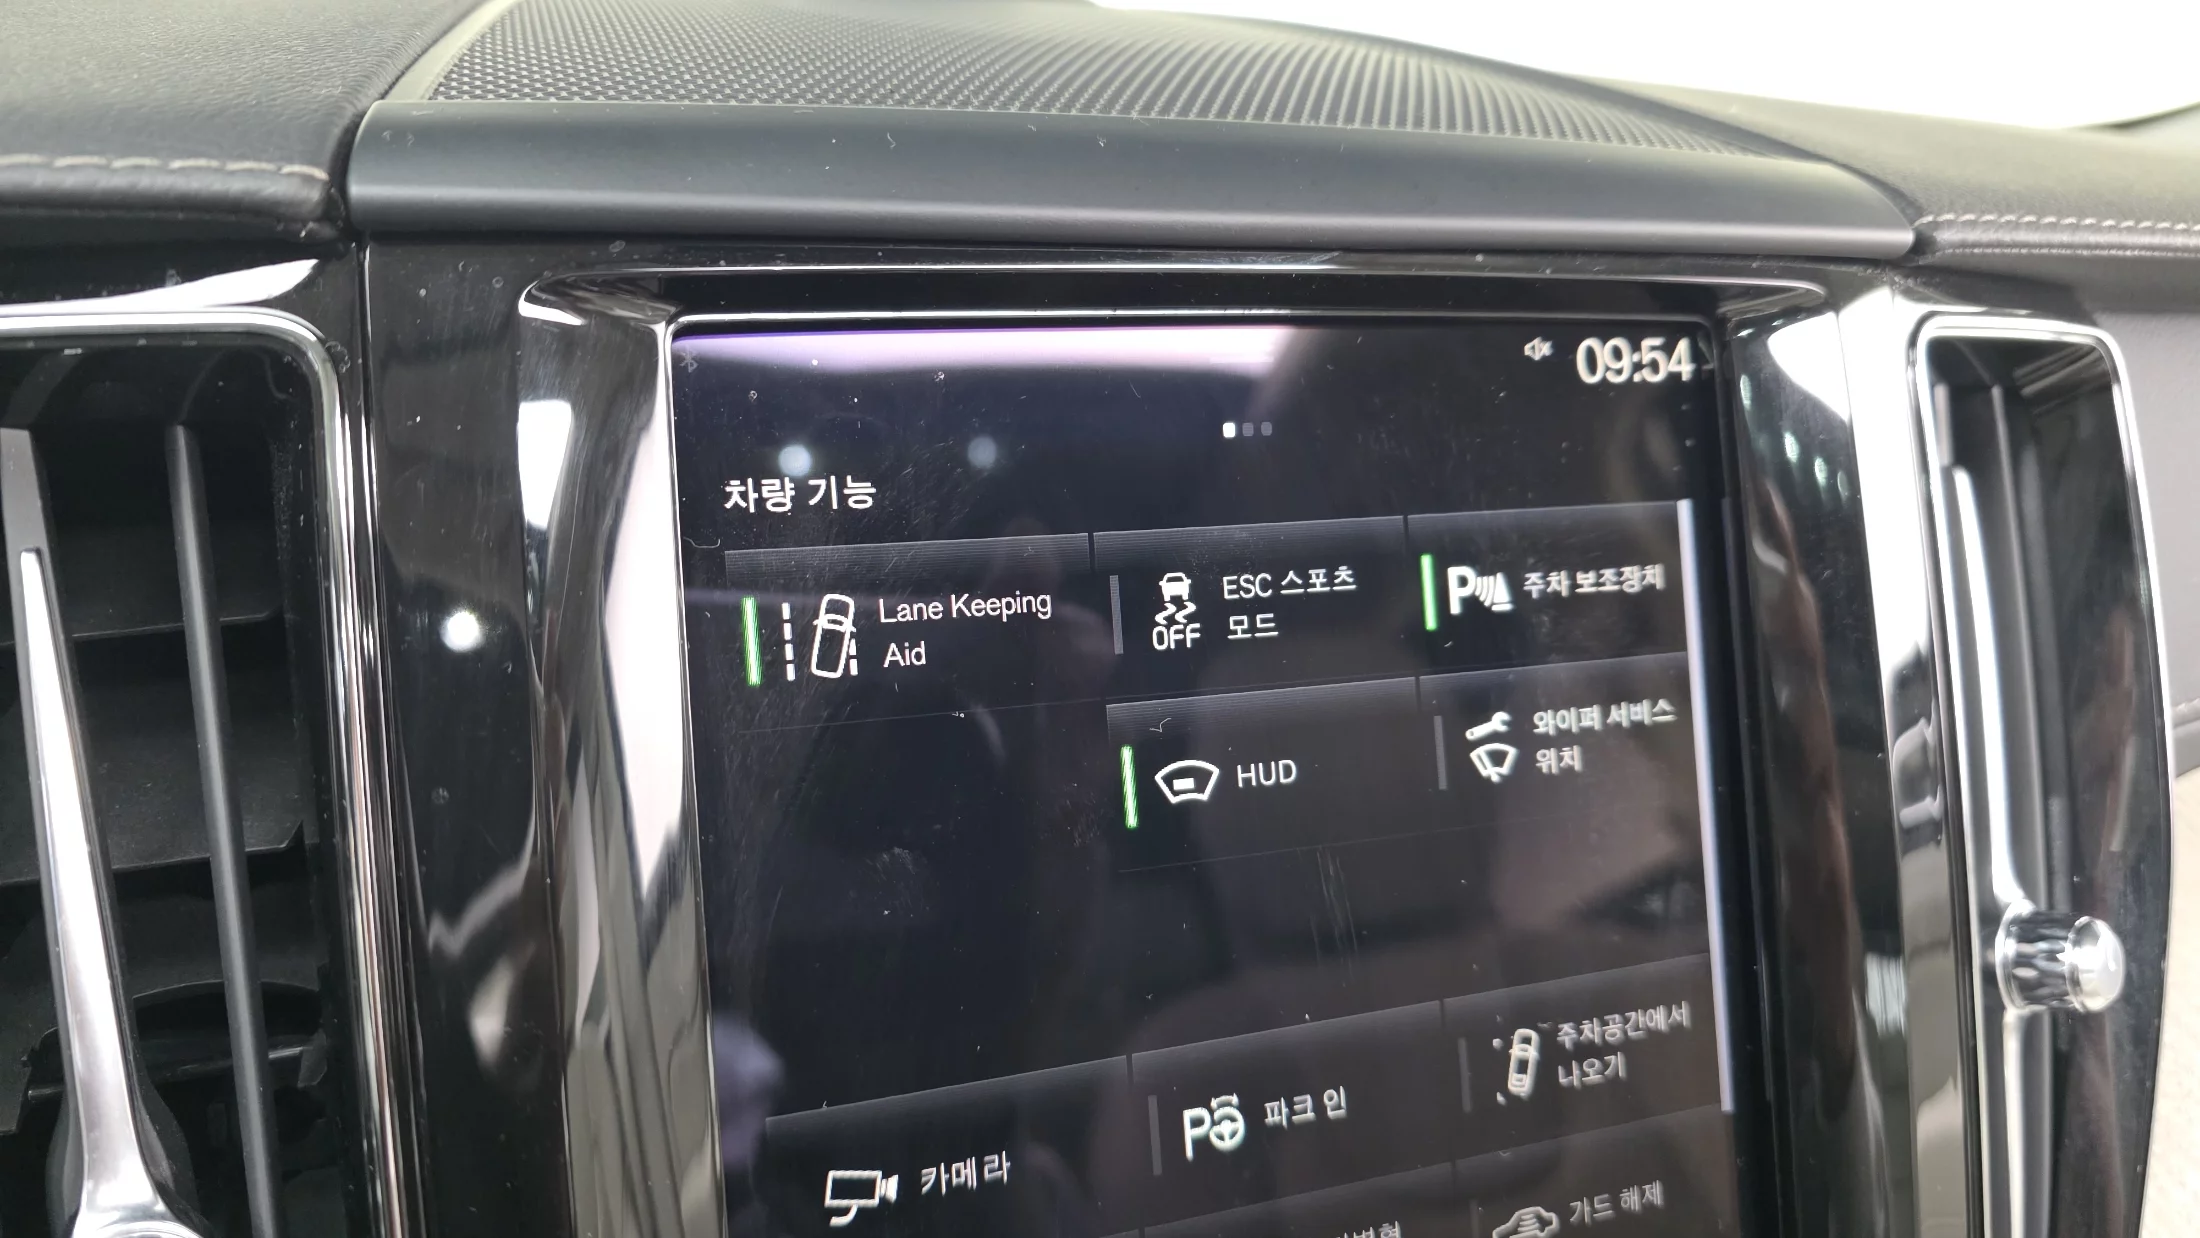 09:54
차량 기능
Lane Keeping
Aid
ESC 스포츠
모드
OFF
P 주차 보조장치
HUD
와이퍼 서비스
위치
카메라
P 파크 인
주차공간에서
나오기
가드 해제